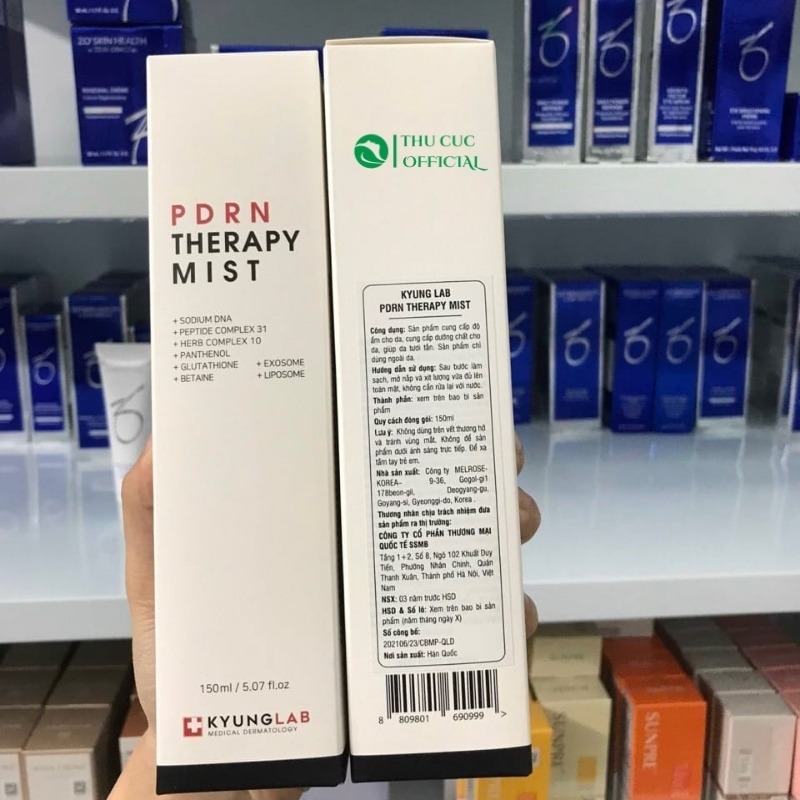 ZO SKIN HEALTH
THU CUC
OFFICIAL
PDRN
THERAPY
MIST
+ SODIUM DNA
+ PEPTIDE COMPLEX 31
+ HERB COMPLEX 10
+ PANTHENOL
+ GLUTATHIONE + EXOSOME
+ BETAINE + LIPOSOME
150ml / 5.07 fl.oz
KYUNGLAB
MEDICAL DERMATOLOGY
KYUNG LAB
PDRN THERAPY MIST
Công dụng: Sản phẩm cung cấp độ
ẩm cho da, cung cấp dưỡng chất cho
da, giúp da tươi tắn. Sản phẩm chỉ
dùng ngoài da.
Hướng dẫn sử dụng: Sau bước làm
sạch, mở nắp và xịt lượng vừa đủ lên
toàn mặt, không cần rửa lại với nước.
Thành phần: xem trên bao bì sản
phẩm
Quy cách đóng gói: 150ml
Lưu ý: Không dùng trên vết thương hở
và tránh vùng mắt. Không để sản
phẩm dưới ánh sáng trực tiếp. Để xa
tầm tay trẻ em.
Nhà sản xuất: Công ty MELROSE-
KOREA– 9-36, Gogol-gi1
178beon-gil, Deogyang-gu,
Goyang-si, Gyeonggi-do, Korea .
Thương nhân chịu trách nhiệm đưa
sản phẩm ra thị trường:
CÔNG TY CỔ PHẦN THƯƠNG MẠI
QUỐC TẾ SSMB
Tầng 1+2, Số 8, Ngõ 102 Khuất Duy
Tiến, Phường Nhân Chính, Quận
Thanh Xuân, Thành phố Hà Nội, Việt
Nam
NSX: 03 năm trước HSD
HSD & Số lô: Xem trên bao bì sản
phẩm (năm tháng ngày X)
Số công bố:
202106/23/CBMP-QLD
Nơi sản xuất: Hàn Quốc
8 809801 690999 >
SUNPRE